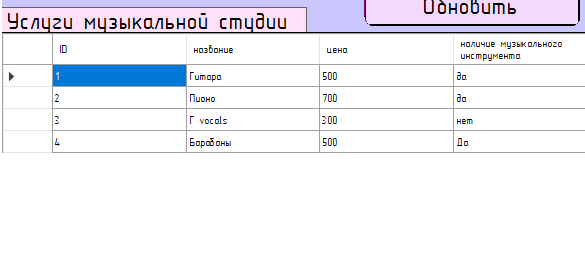 Обновить
Услуги музыкальной студии
ID название цена наличие музыкального
инструмента
1 Гитара 500 да
2 Пиано 700 да
3 Г vocals 300 нет
4 Барабаны 500 Да